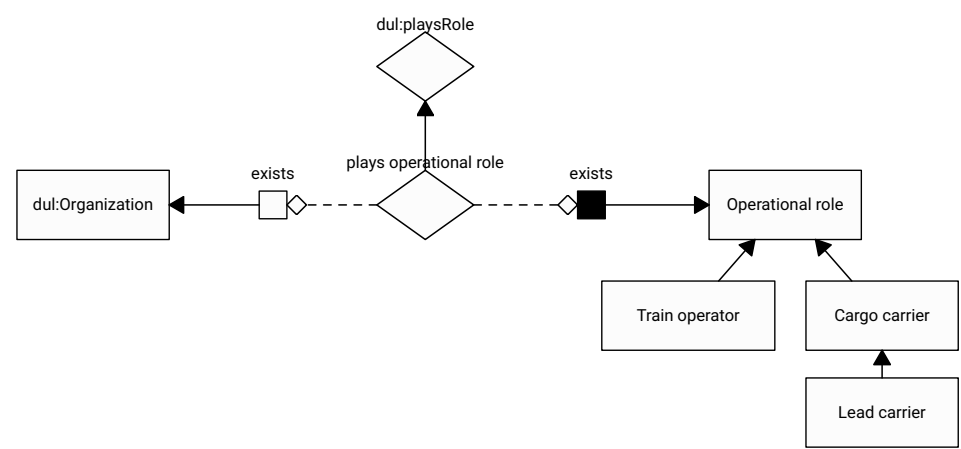 dul:playsRole
plays operational role
exists
exists
dul:Organization
Operational role
Train operator
Cargo carrier
Lead carrier